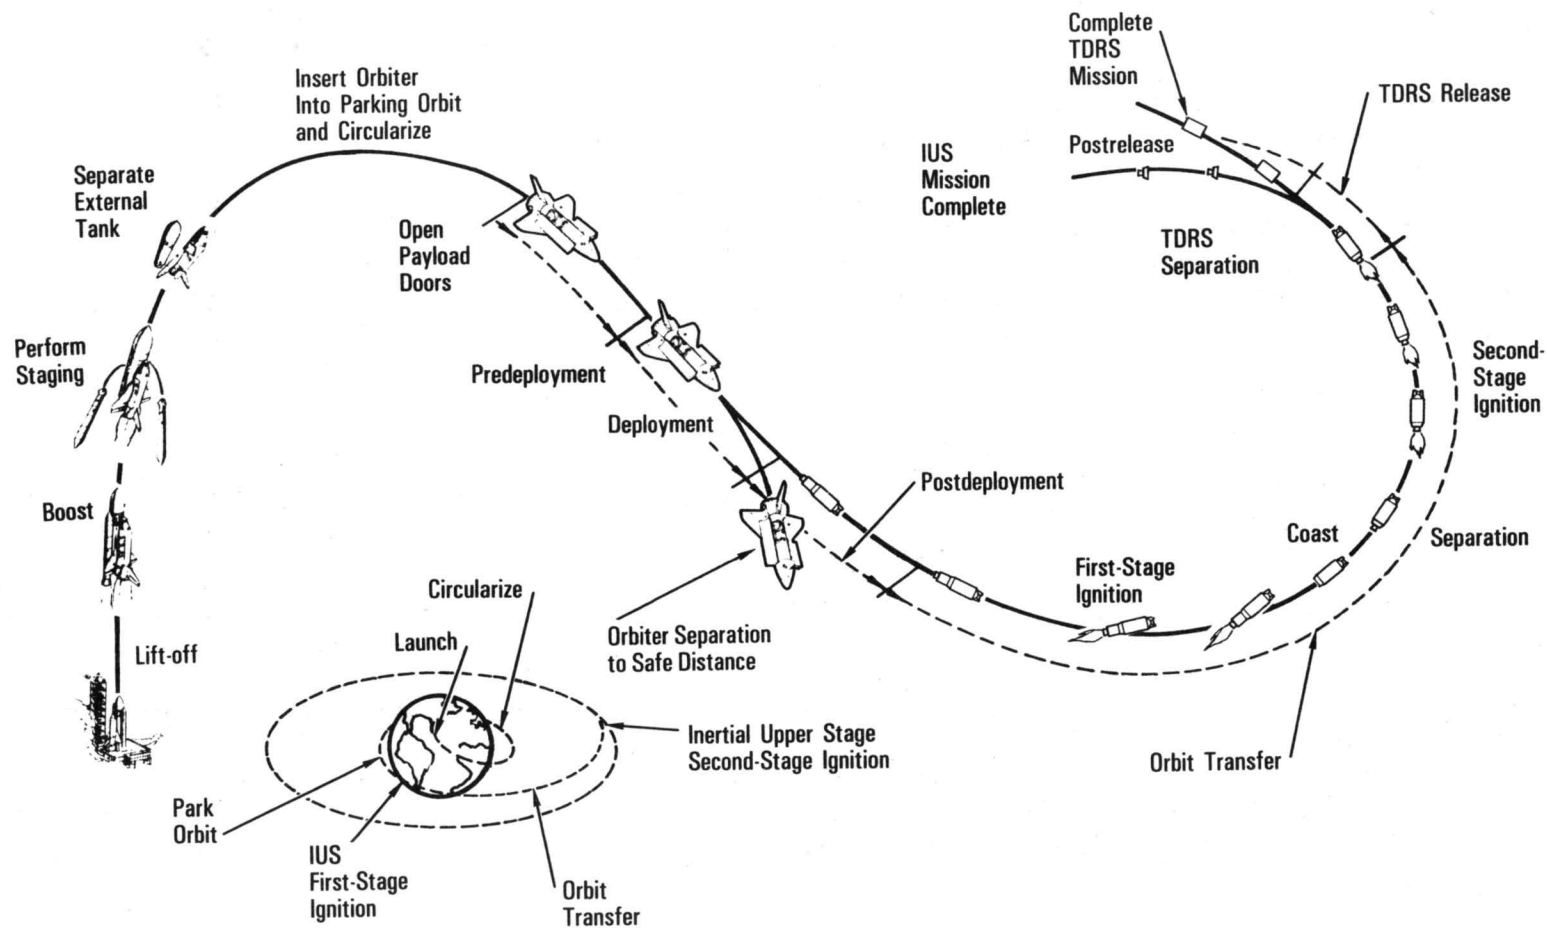 Complete
TDRS
Mission
TDRS Release
Insert Orbiter
Into Parking Orbit
and Circularize
Separate
External
Tank
Open
Payload
Doors
IUS
Mission
Complete
Postrelease
TDRS
Separation
Perform
Staging
Predeployment
Deployment
Second-
Stage
Ignition
Boost
Postdeployment
Coast
Separation
First-Stage
Ignition
Circularize
Launch
Lift-off
Orbiter Separation
to Safe Distance
Inertial Upper Stage
Second-Stage Ignition
Orbit Transfer
Park
Orbit
IUS
First-Stage
Ignition
Orbit
Transfer